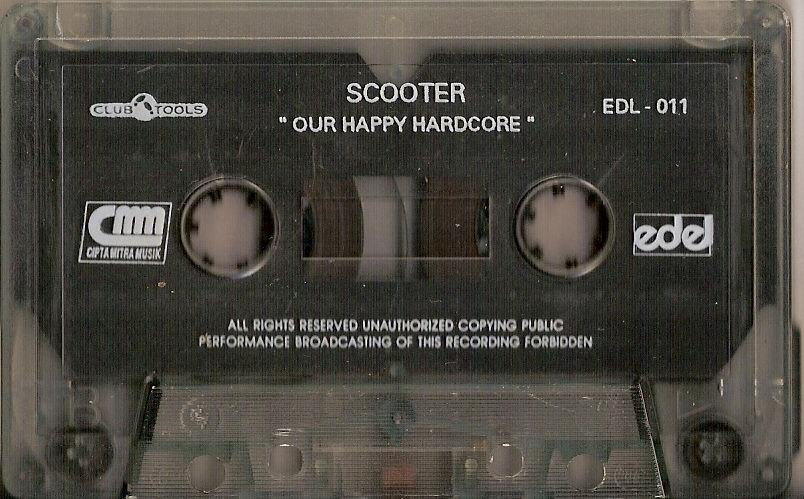 CLUB TOOLS
SCOOTER
EDL - 011
" OUR HAPPY HARDCORE "
CMM
CIPTA MITRA MUSIK
edel
ALL RIGHTS RESERVED UNAUTHORIZED COPYING PUBLIC
PERFORMANCE BROADCASTING OF THIS RECORDING FORBIDDEN